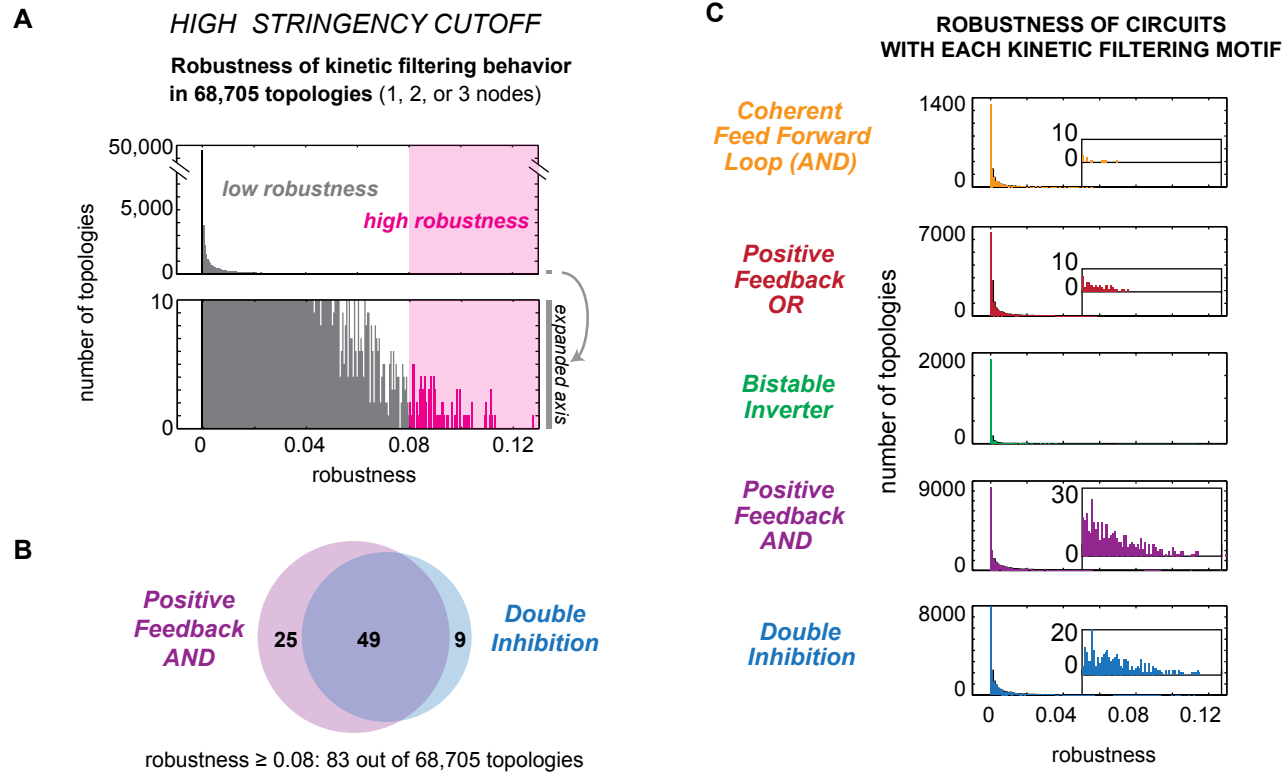 A
HIGH STRINGENCY CUTOFF
Robustness of kinetic filtering behavior
in 68,705 topologies (1, 2, or 3 nodes)
50,000
5,000
0
low robustness
high robustness
10
0
number of topologies
expanded axis
0 0.04 0.08 0.12
robustness
B
Positive
Feedback
AND
25
49
9
Double
Inhibition
robustness ≥ 0.08: 83 out of 68,705 topologies
C
ROBUSTNESS OF CIRCUITS
WITH EACH KINETIC FILTERING MOTIF
Coherent
Feed Forward
Loop (AND)
1400
0
10
0
Positive
Feedback
OR
7000
0
10
0
Bistable
Inverter
2000
0
number of topologies
Positive
Feedback
AND
9000
0
30
0
Double
Inhibition
8000
0
20
0
0 0.04 0.08 0.12
robustness